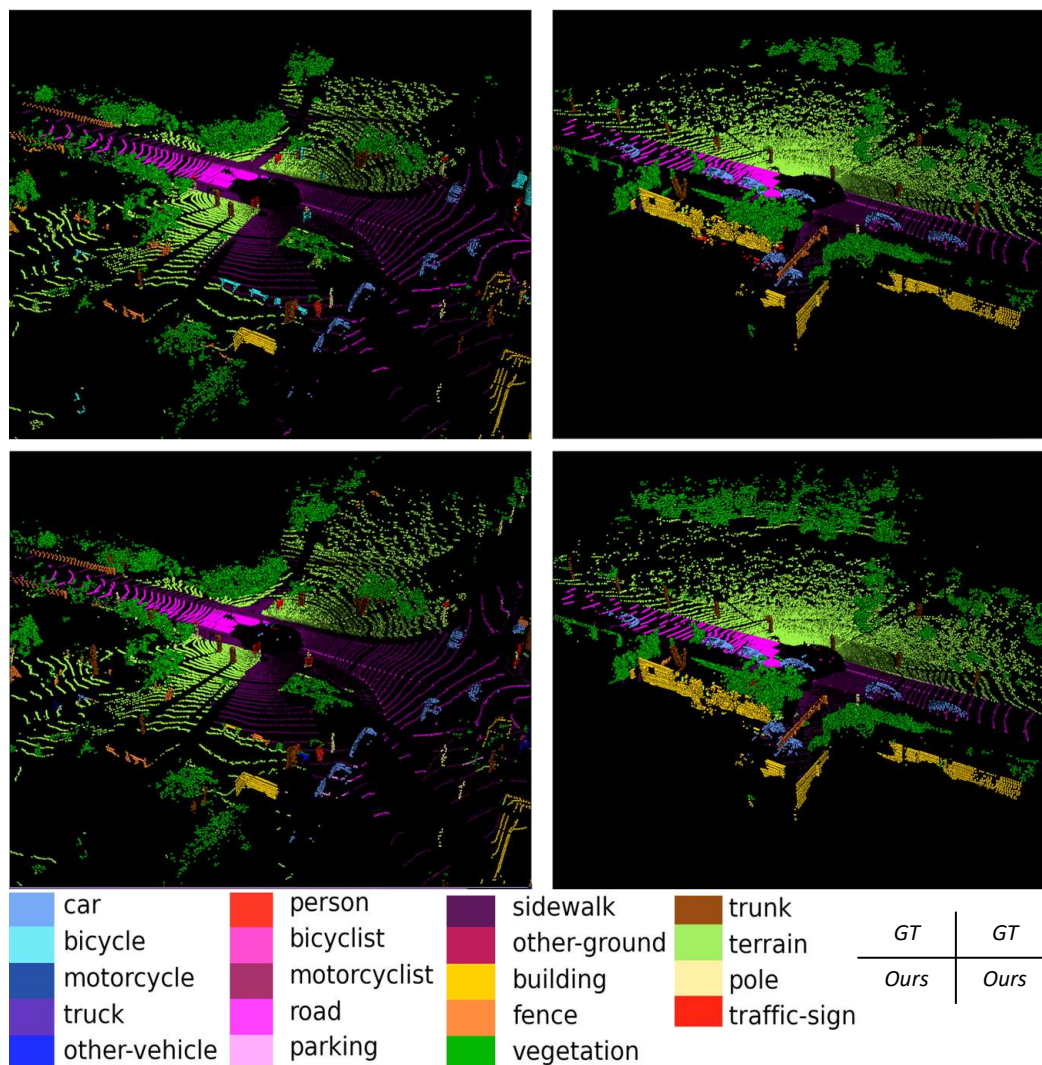 car
bicycle
motorcycle
truck
other-vehicle
person
bicyclist
motorcyclist
road
parking
sidewalk
other-ground
building
fence
vegetation
trunk
terrain
pole
traffic-sign
GT GT
Ours Ours